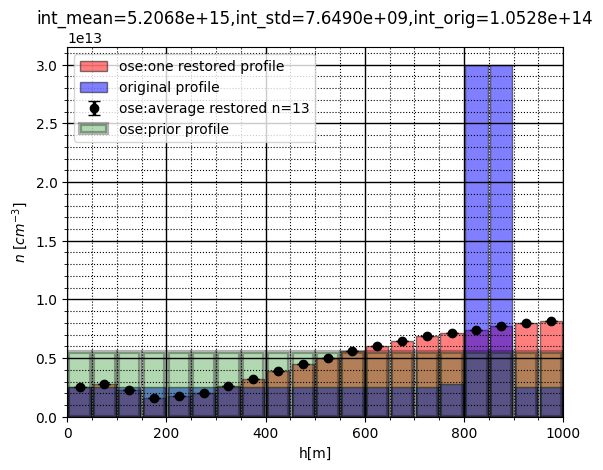 int_mean=5.2068e+15,int_std=7.6490e+09,int_orig=1.0528e+14
1e13
ose:one restored profile
original profile
ose:average restored n=13
ose:prior profile
3.0
2.5
2.0
1.5
1.0
0.5
0.0
n [cm⁻³]
0 200 400 600 800 1000
h[m]